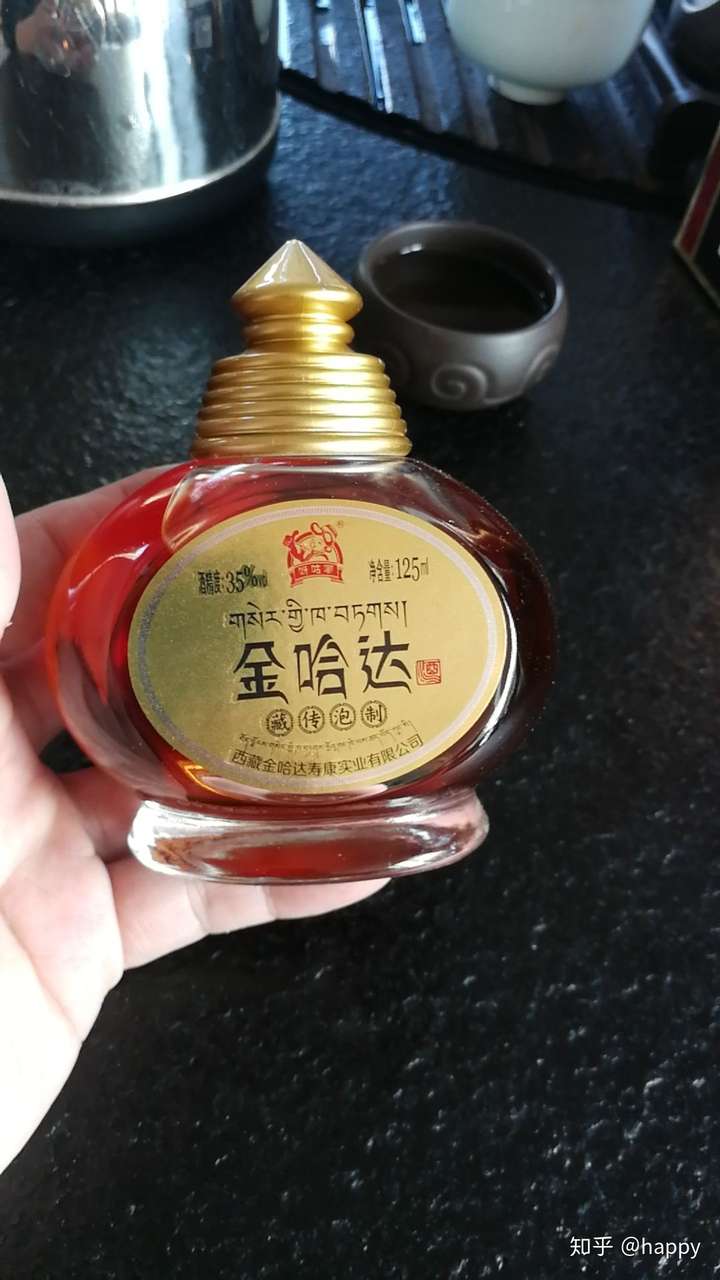 酒精度:35%vol
净含量:125ml
གསེར་གྱི་ཁ་བཏགས།
金哈达
藏传泡制
西藏金哈达寿康实业有限公司
知乎 @happy